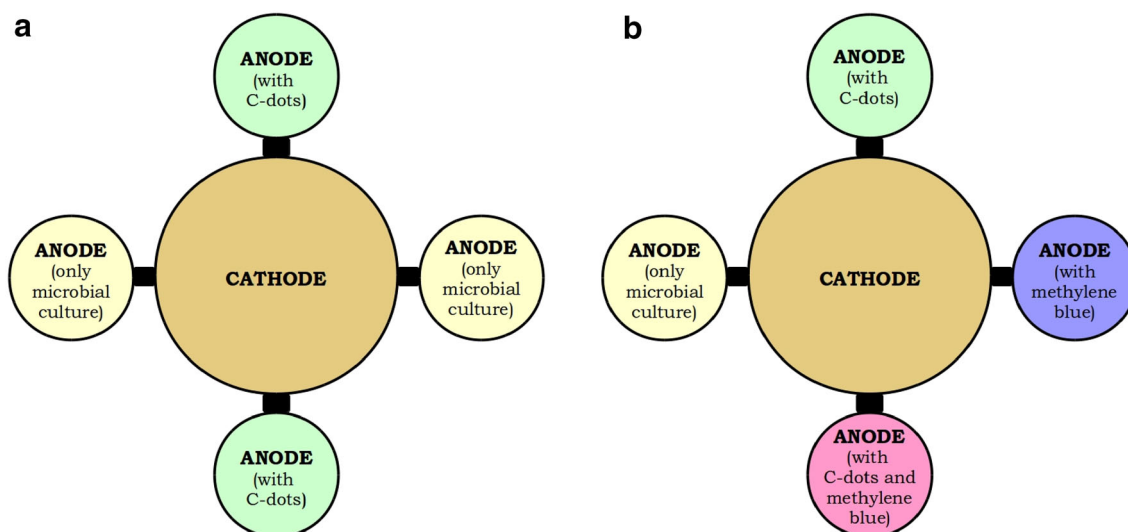 a
ANODE
(with
C-dots)
ANODE
(only
microbial
culture)
CATHODE
ANODE
(only
microbial
culture)
ANODE
(with
C-dots)
b
ANODE
(with
C-dots)
ANODE
(only
microbial
culture)
CATHODE
ANODE
(with
methylene
blue)
ANODE
(with
C-dots and
methylene
blue)